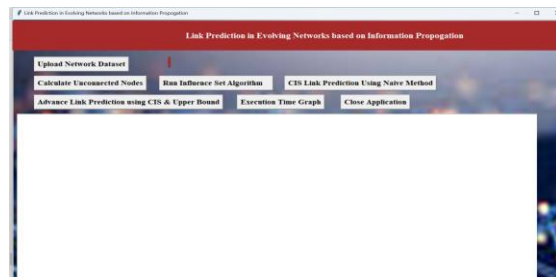 Link Prediction in Evolving Networks based on Information Propogation
Link Prediction in Evolving Networks based on Information Propogation
Upload Network Dataset
Calculate Unconnected Nodes Run Influence Set Algorithm CIS Link Prediction Using Naive Method
Advance Link Prediction using CIS & Upper Bound Execution Time Graph Close Application